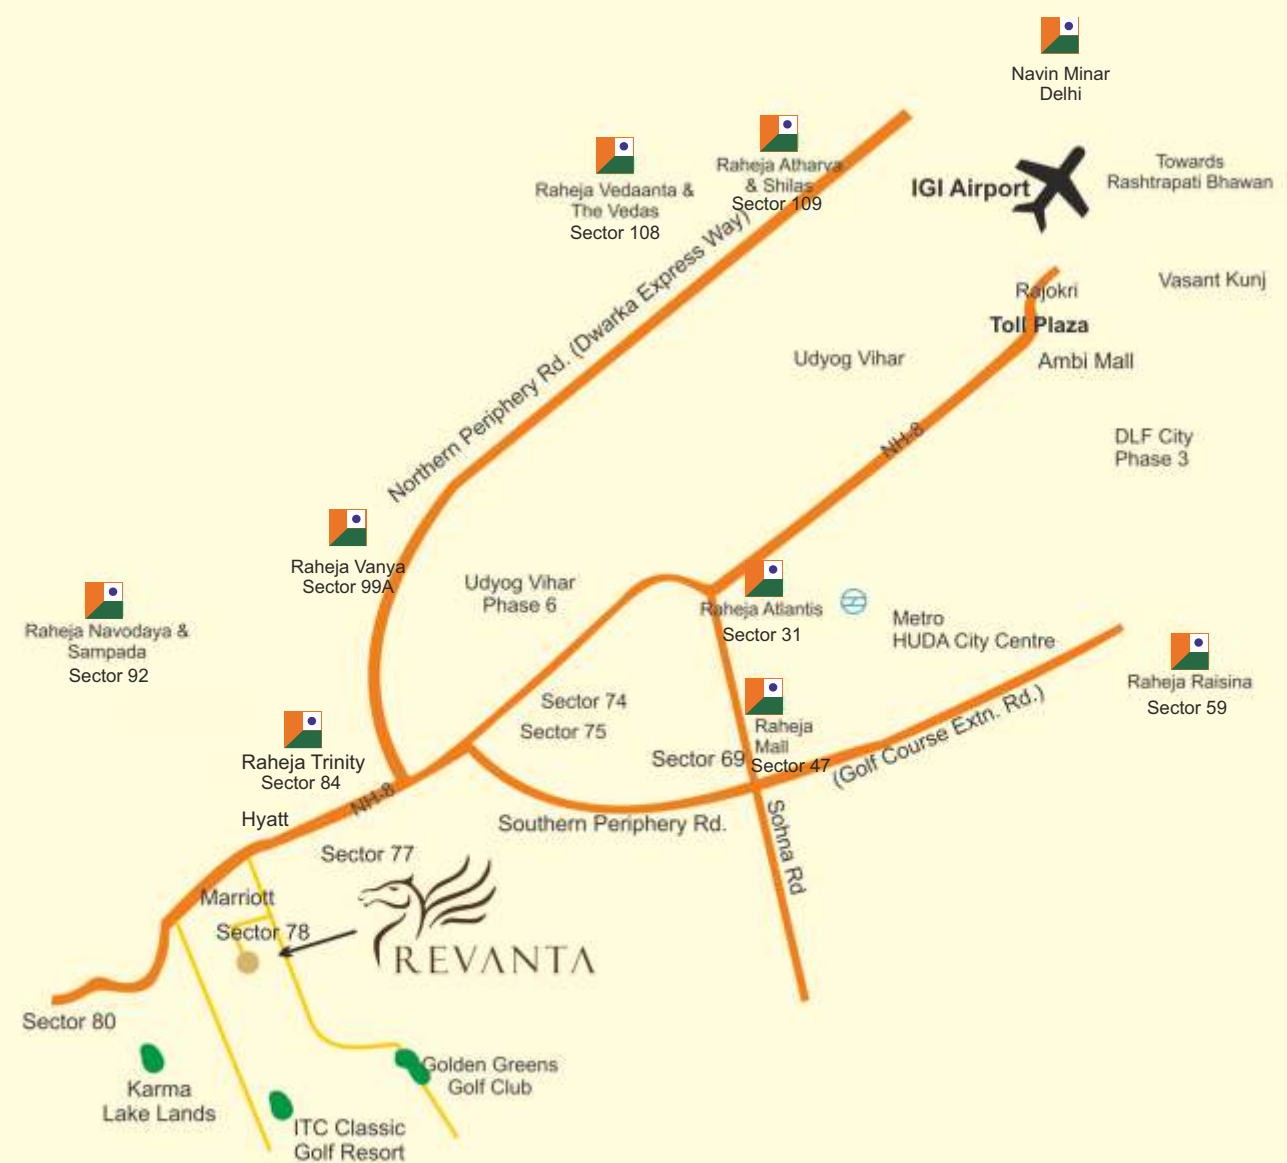 Navin Minar
Delhi
Raheja Atharva
& Shilas
Sector 109
Raheja Vedaanta &
The Vedas
Sector 108
IGI Airport
Towards
Rashtrapati Bhawan
Northern Periphery Rd. (Dwarka Express Way)
Rajokri
Vasant Kunj
Toll Plaza
Udyog Vihar
Ambi Mall
NH-8
DLF City
Phase 3
Raheja Vanya
Sector 99A
Udyog Vihar
Phase 6
Raheja Atlantis
Sector 31
Metro
HUDA City Centre
Raheja Navodaya &
Sampada
Sector 92
Raheja Raisina
Sector 59
Sector 74
Sector 75
Raheja
Mall
Sector 47
Sector 69
(Golf Course Extn. Rd.)
Raheja Trinity
Sector 84
NH-8
Hyatt
Southern Periphery Rd.
Sohna Rd
Sector 77
Marriott
Sector 78
REVANTA
Sector 80
Karma
Lake Lands
Golden Greens
Golf Club
ITC Classic
Golf Resort